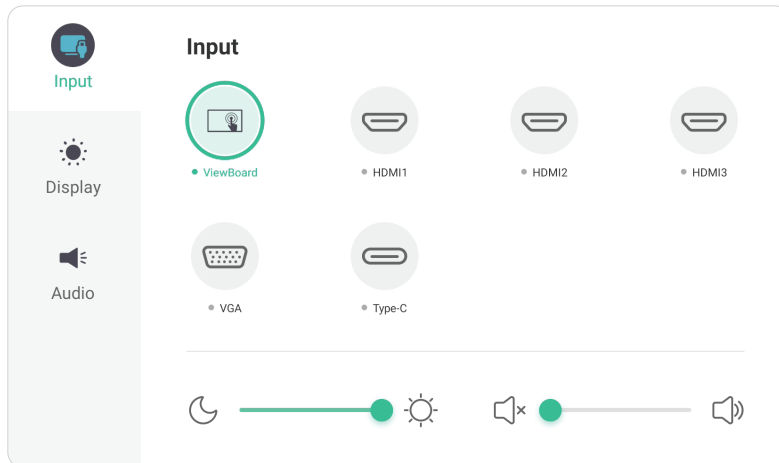 Input
Input
ViewBoard
HDMI1
HDMI2
HDMI3
Display
VGA
Type-C
Audio